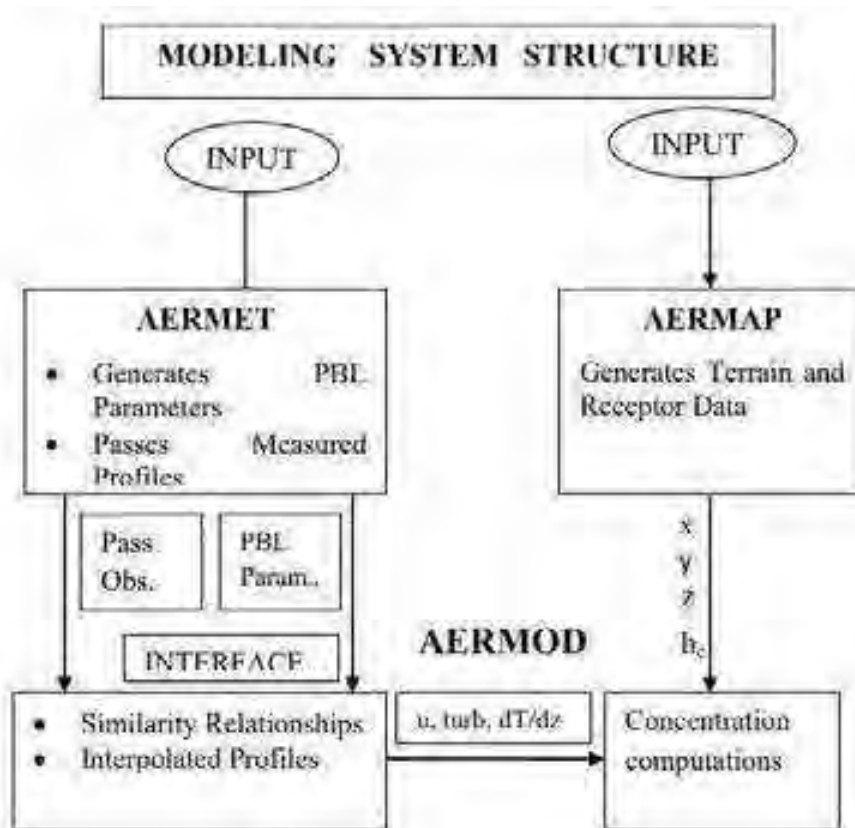 MODELING SYSTEM STRUCTURE
INPUT
INPUT
AERMET
• Generates PBL
Parameters
• Passes Measured
Profiles
AERMAP
Generates Terrain and
Receptor Data
Pass
Obs.
PBL
Param..
x
y
z
hc
INTERFACE
AERMOD
• Similarity Relationships
• Interpolated Profiles
u, turb, dT/dz
Concentration
computations